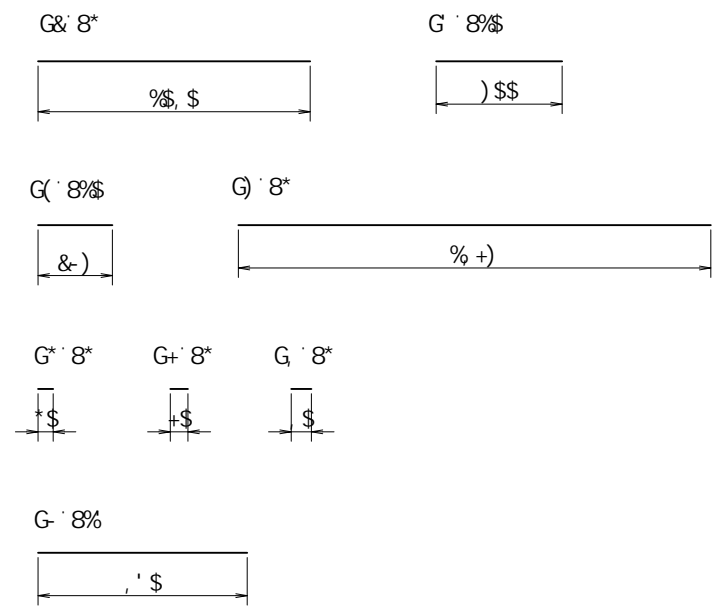 G&˙8* G'˙8%$
%$,$ )$$
G(˙8%$ G)˙8*
&-) %,+)
G*˙8* G+˙8* G,˙8*
*$ +$ ,$
G-˙8%'
,'$